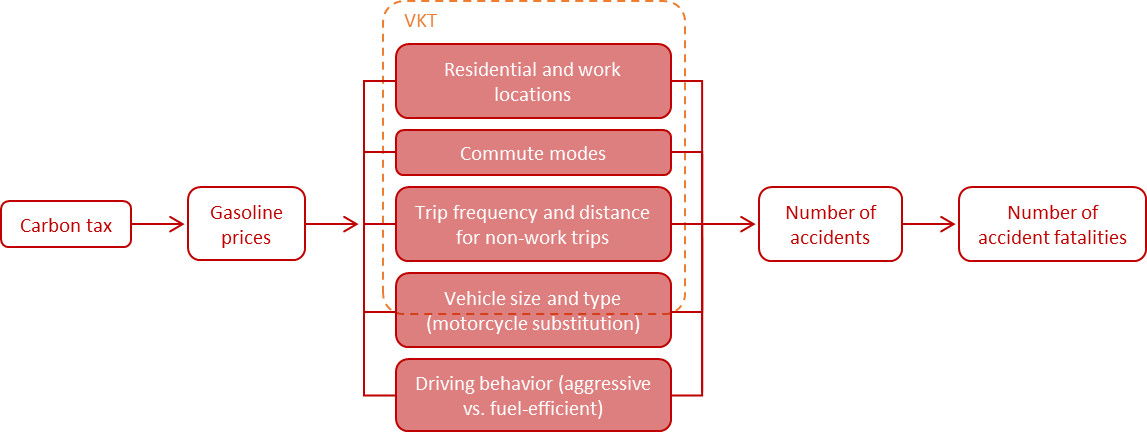 VKT
Residential and work
locations
Commute modes
Carbon tax
Gasoline
prices
Trip frequency and distance
for non-work trips
Number of
accidents
Number of
accident fatalities
Vehicle size and type
(motorcycle substitution)
Driving behavior (aggressive
vs. fuel-efficient)